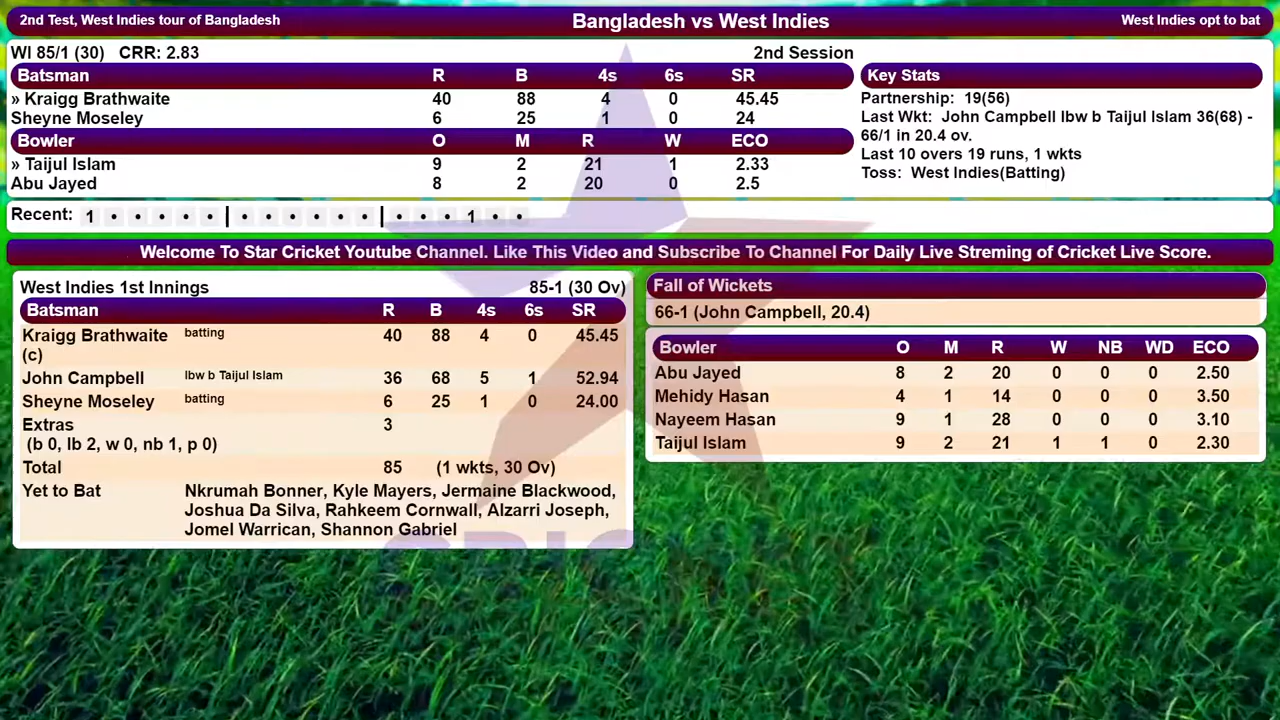 2nd Test, West Indies tour of Bangladesh
Bangladesh vs West Indies
West Indies opt to bat
WI 85/1 (30) CRR: 2.83
2nd Session
Batsman R B 4s 6s SR
» Kraigg Brathwaite 40 88 4 0 45.45
Sheyne Moseley 6 25 1 0 24
Bowler O M R W ECO
» Taijul Islam 9 2 21 1 2.33
Abu Jayed 8 2 20 0 2.5
Key Stats
Partnership: 19(56)
Last Wkt: John Campbell lbw b Taijul Islam 36(68) -
66/1 in 20.4 ov.
Last 10 overs 19 runs, 1 wkts
Toss: West Indies(Batting)
Recent: 1 • • • • • | • • • • • • | • • • 1 • •
Welcome To Star Cricket Youtube Channel. Like This Video and Subscribe To Channel For Daily Live Streming of Cricket Live Score.
West Indies 1st Innings 85-1 (30 Ov)
Batsman R B 4s 6s SR
Kraigg Brathwaite batting 40 88 4 0 45.45
(c)
John Campbell lbw b Taijul Islam 36 68 5 1 52.94
Sheyne Moseley batting 6 25 1 0 24.00
Extras 3
(b 0, lb 2, w 0, nb 1, p 0)
Total 85 (1 wkts, 30 Ov)
Yet to Bat Nkrumah Bonner, Kyle Mayers, Jermaine Blackwood,
Joshua Da Silva, Rahkeem Cornwall, Alzarri Joseph,
Jomel Warrican, Shannon Gabriel
Fall of Wickets
66-1 (John Campbell, 20.4)
Bowler O M R W NB WD ECO
Abu Jayed 8 2 20 0 0 0 2.50
Mehidy Hasan 4 1 14 0 0 0 3.50
Nayeem Hasan 9 1 28 0 0 0 3.10
Taijul Islam 9 2 21 1 1 0 2.30